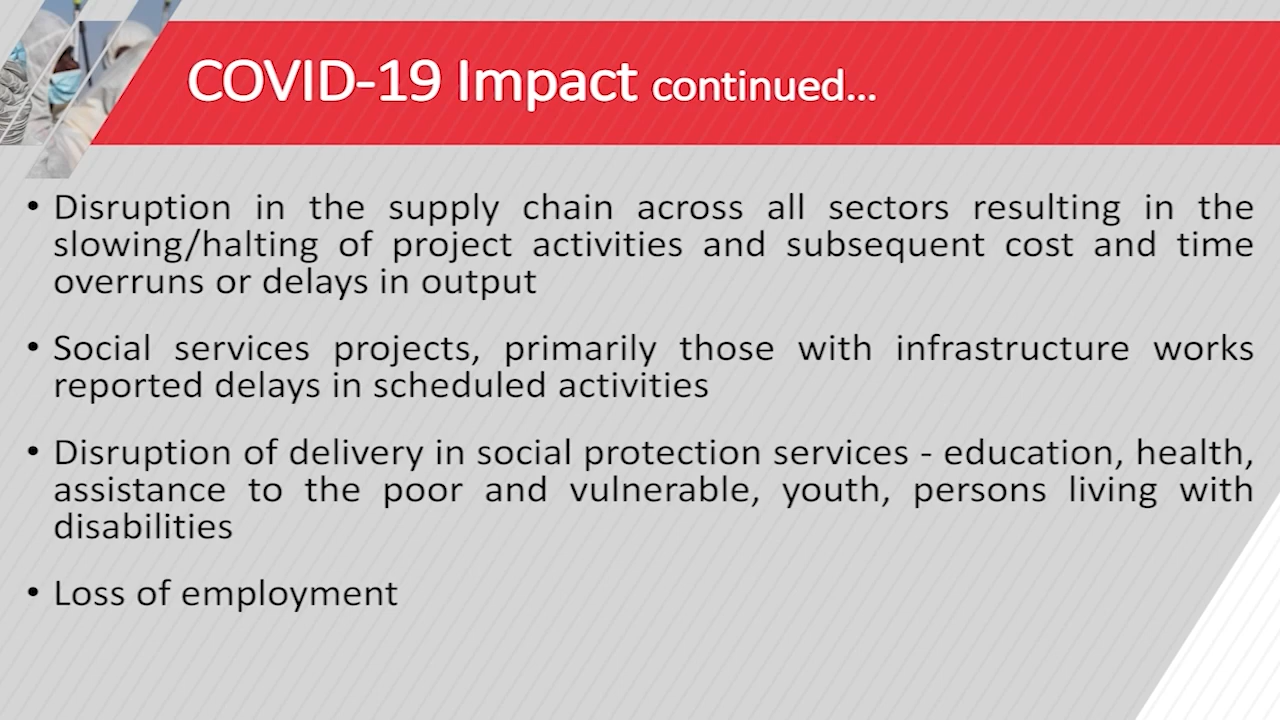 COVID-19 Impact continued...
• Disruption in the supply chain across all sectors resulting in the
slowing/halting of project activities and subsequent cost and time
overruns or delays in output
• Social services projects, primarily those with infrastructure works
reported delays in scheduled activities
• Disruption of delivery in social protection services - education, health,
assistance to the poor and vulnerable, youth, persons living with
disabilities
• Loss of employment